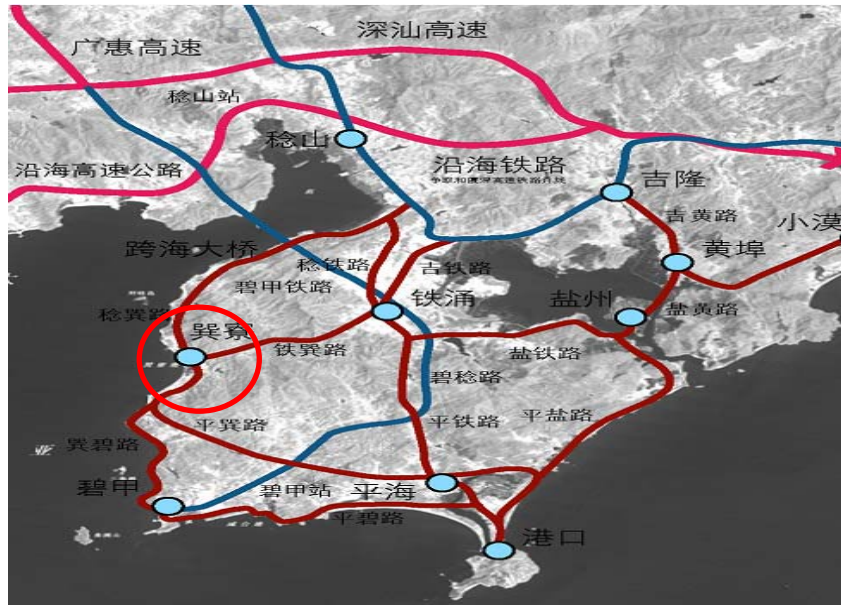 深汕高速
广惠高速
稔山站
稔山
沿海铁路
沿海高速公路
吉隆
吉黄路
小漠
跨海大桥
黄埠
稔铁路
吉铁路
碧甲铁路
稔巽路
铁涌
盐州
盐黄路
巽寮
铁巽路
盐铁路
碧稔路
平巽路
平铁路
平盐路
巽碧路
碧甲
碧甲站
平海
平碧路
港口